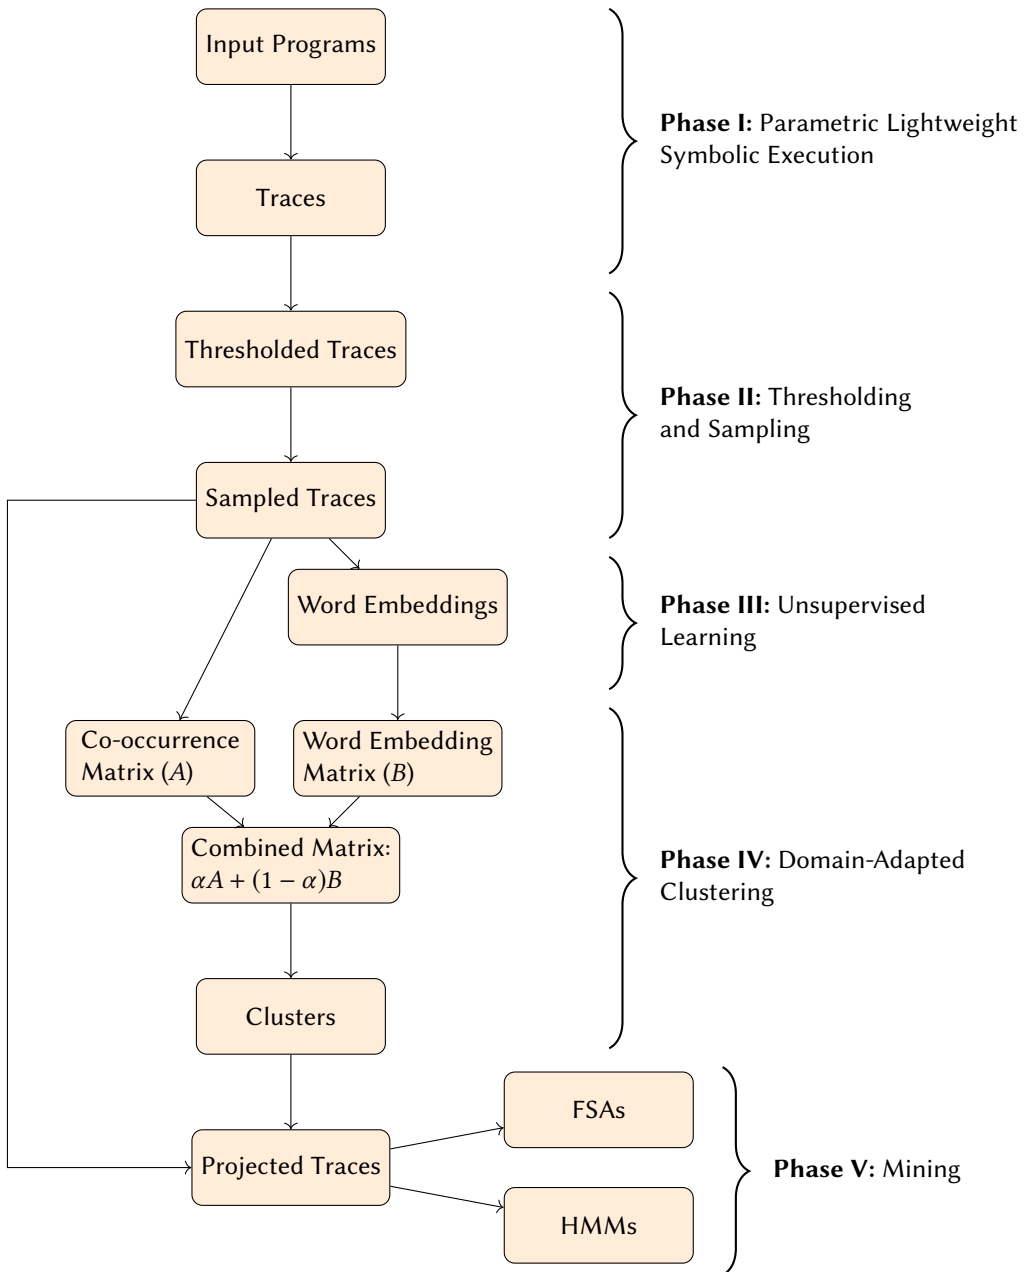 Input Programs
Phase I: Parametric Lightweight
Symbolic Execution
Traces
Thresholded Traces
Phase II: Thresholding
and Sampling
Sampled Traces
Word Embeddings
Phase III: Unsupervised
Learning
Co-occurrence
Matrix (A)
Word Embedding
Matrix (B)
Combined Matrix:
αA + (1 − α)B
Phase IV: Domain-Adapted
Clustering
Clusters
FSAs
Projected Traces
Phase V: Mining
HMMs